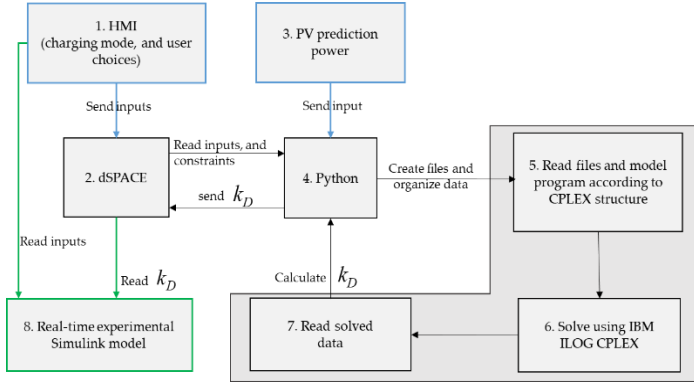 1. HMI
(charging mode, and user
choices)
3. PV prediction
power
Send inputs
Send input
2. dSPACE
Read inputs, and
constraints
4. Python
Create files and
organize data
5. Read files and model
program according to
CPLEX structure
send k_D
Read inputs
Read k_D
Calculate k_D
8. Real-time experimental
Simulink model
7. Read solved
data
6. Solve using IBM
ILOG CPLEX